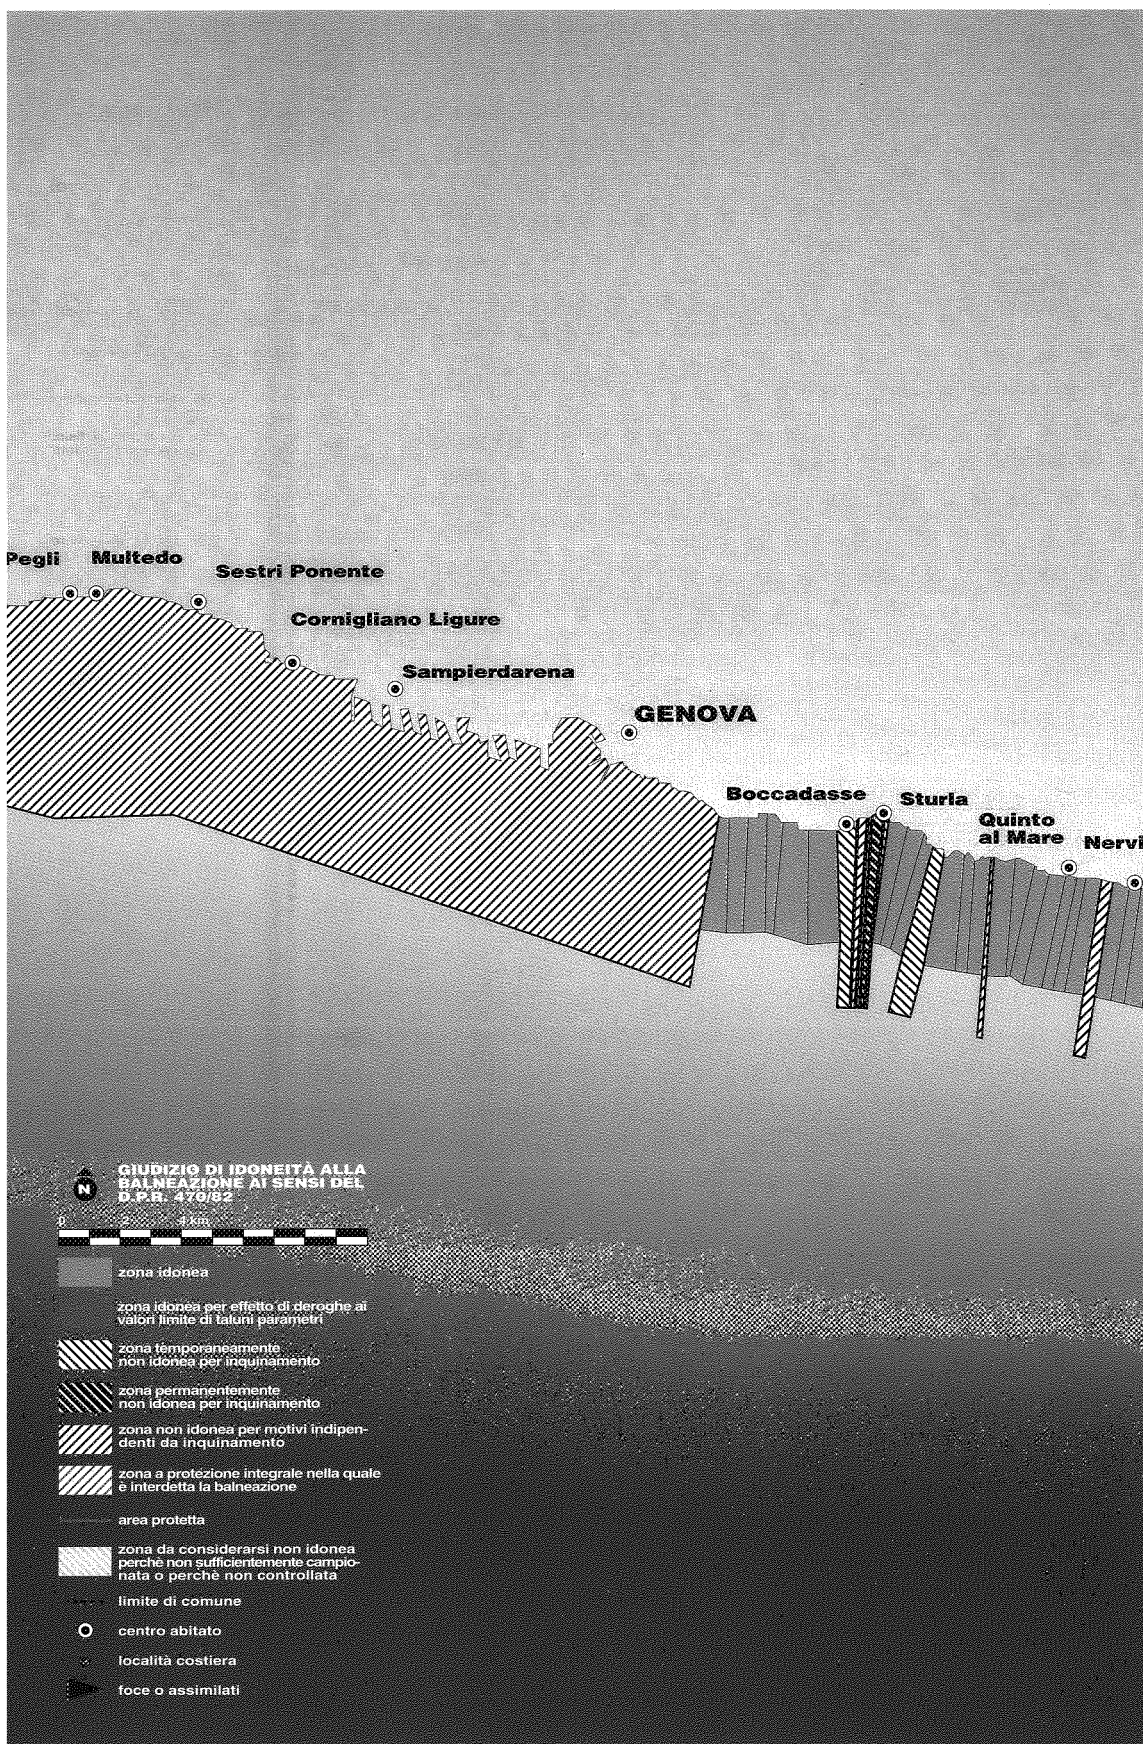 Pegli
Multedo
Sestri Ponente
Cornigliano Ligure
Sampierdarena
GENOVA
Boccadasse
Sturla
Quinto
al Mare
Nervi
N
GIUDIZIO DI IDONEITÀ ALLA
BALNEAZIONE AI SENSI DEL
D.P.R. 470/82
0 2 4 km
zona idonea
zona idonea per effetto di deroghe ai
valori limite di taluni parametri
zona temporaneamente
non idonea per inquinamento
zona permanentemente
non idonea per inquinamento
zona non idonea per motivi indipen-
denti da inquinamento
zona a protezione integrale nella quale
è interdetta la balneazione
area protetta
zona da considerarsi non idonea
perchè non sufficientemente campio-
nata o perchè non controllata
limite di comune
centro abitato
località costiera
foce o assimilati